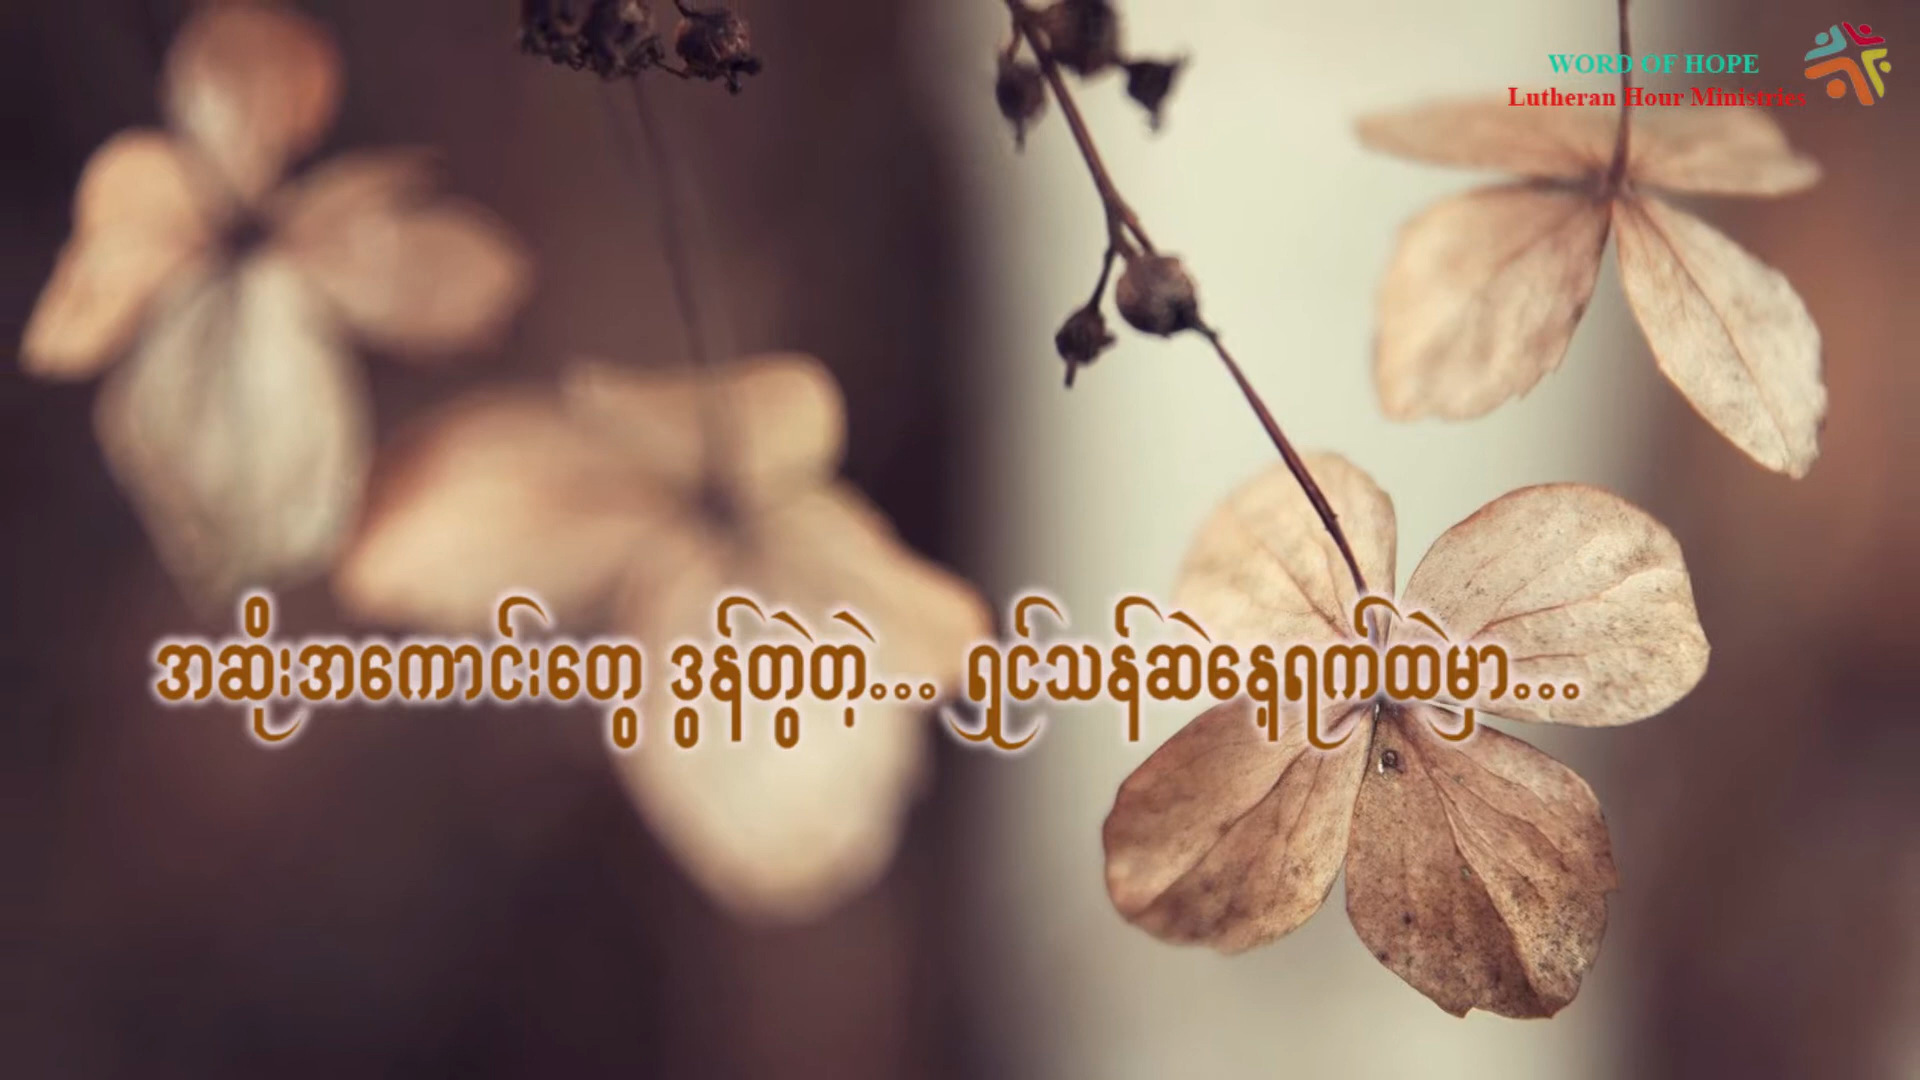 WORD OF HOPE
Lutheran Hour Ministries
အဆိုးအကောင်းတွေ ဒွန်တွဲတဲ့... ရှင်သန်ဆဲနေ့ရက်ထဲမှာ...